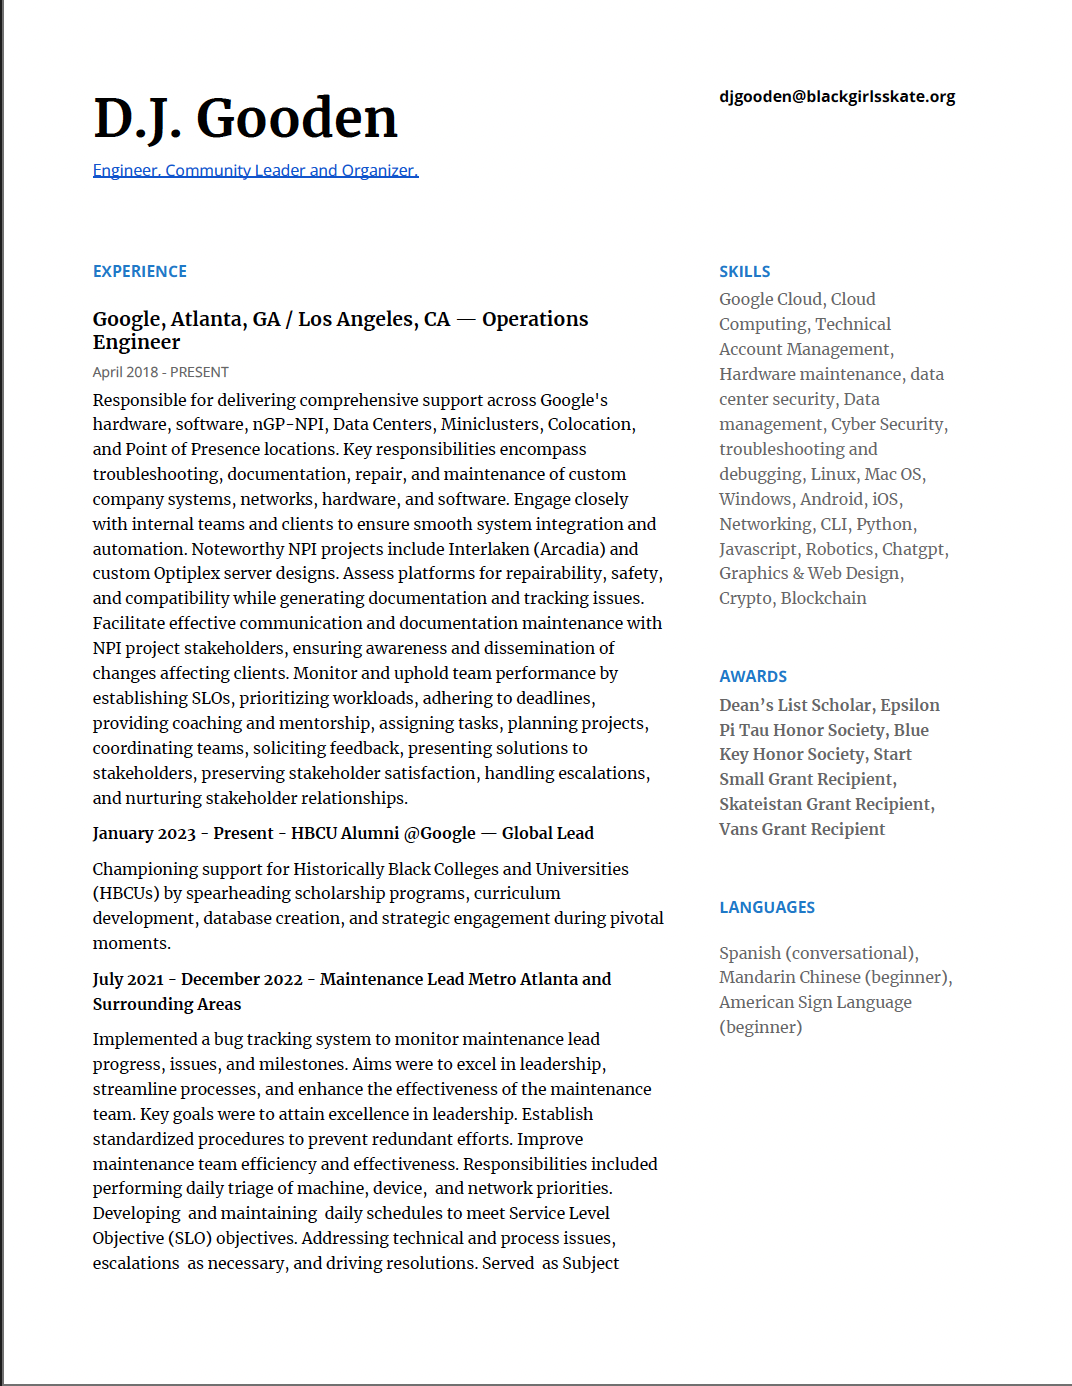 D.J. Gooden
Engineer. Community Leader and Organizer.
djgooden@blackgirlsskate.org
EXPERIENCE
Google, Atlanta, GA / Los Angeles, CA — Operations
Engineer
April 2018 - PRESENT
Responsible for delivering comprehensive support across Google's
hardware, software, nGP-NPI, Data Centers, Miniclusters, Colocation,
and Point of Presence locations. Key responsibilities encompass
troubleshooting, documentation, repair, and maintenance of custom
company systems, networks, hardware, and software. Engage closely
with internal teams and clients to ensure smooth system integration and
automation. Noteworthy NPI projects include Interlaken (Arcadia) and
custom Optiplex server designs. Assess platforms for repairability, safety,
and compatibility while generating documentation and tracking issues.
Facilitate effective communication and documentation maintenance with
NPI project stakeholders, ensuring awareness and dissemination of
changes affecting clients. Monitor and uphold team performance by
establishing SLOs, prioritizing workloads, adhering to deadlines,
providing coaching and mentorship, assigning tasks, planning projects,
coordinating teams, soliciting feedback, presenting solutions to
stakeholders, preserving stakeholder satisfaction, handling escalations,
and nurturing stakeholder relationships.
January 2023 - Present - HBCU Alumni @Google — Global Lead
Championing support for Historically Black Colleges and Universities
(HBCUs) by spearheading scholarship programs, curriculum
development, database creation, and strategic engagement during pivotal
moments.
July 2021 - December 2022 - Maintenance Lead Metro Atlanta and
Surrounding Areas
Implemented a bug tracking system to monitor maintenance lead
progress, issues, and milestones. Aims were to excel in leadership,
streamline processes, and enhance the effectiveness of the maintenance
team. Key goals were to attain excellence in leadership. Establish
standardized procedures to prevent redundant efforts. Improve
maintenance team efficiency and effectiveness. Responsibilities included
performing daily triage of machine, device,  and network priorities.
Developing  and maintaining  daily schedules to meet Service Level
Objective (SLO) objectives. Addressing technical and process issues,
escalations  as necessary, and driving resolutions. Served  as Subject
SKILLS
Google Cloud, Cloud
Computing, Technical
Account Management,
Hardware maintenance, data
center security, Data
management, Cyber Security,
troubleshooting and
debugging, Linux, Mac OS,
Windows, Android, iOS,
Networking, CLI, Python,
Javascript, Robotics, Chatgpt,
Graphics & Web Design,
Crypto, Blockchain
AWARDS
Dean’s List Scholar, Epsilon
Pi Tau Honor Society, Blue
Key Honor Society, Start
Small Grant Recipient,
Skateistan Grant Recipient,
Vans Grant Recipient
LANGUAGES
Spanish (conversational),
Mandarin Chinese (beginner),
American Sign Language
(beginner)